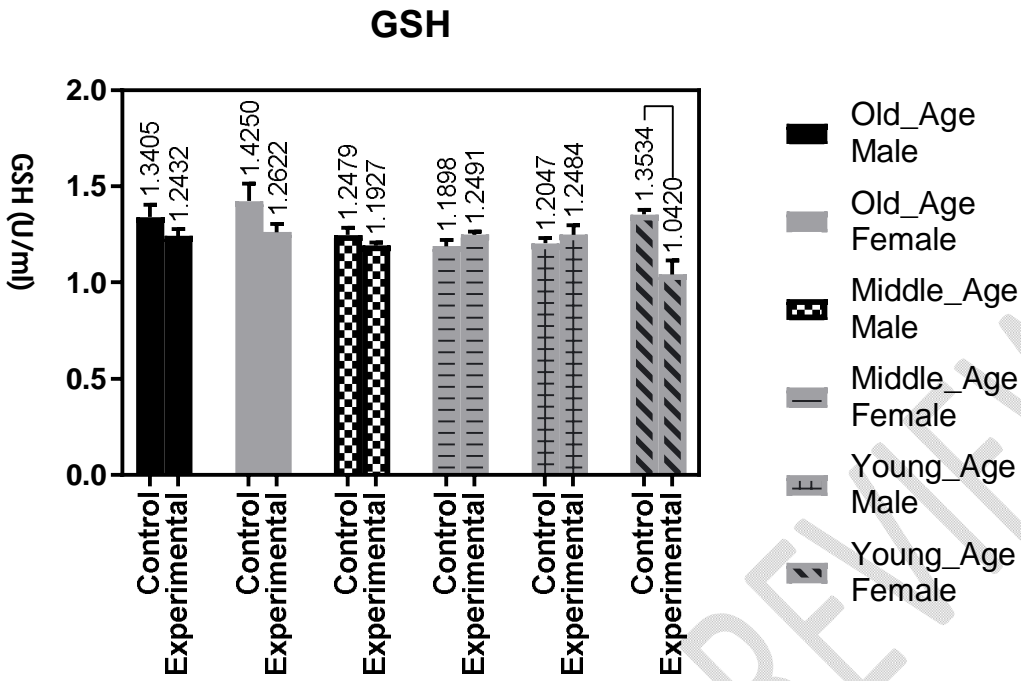 GSH
GSH (U/ml)
2.0
1.5
1.0
0.5
0.0
1.3405
1.2432
1.4250
1.2622
1.2479
1.1927
1.1898
1.2491
1.2047
1.2484
1.3534
1.0420
Control
Experimental
Control
Experimental
Control
Experimental
Control
Experimental
Control
Experimental
Control
Experimental
Old_Age
Male
Old_Age
Female
Middle_Age
Male
Middle_Age
Female
Young_Age
Male
Young_Age
Female